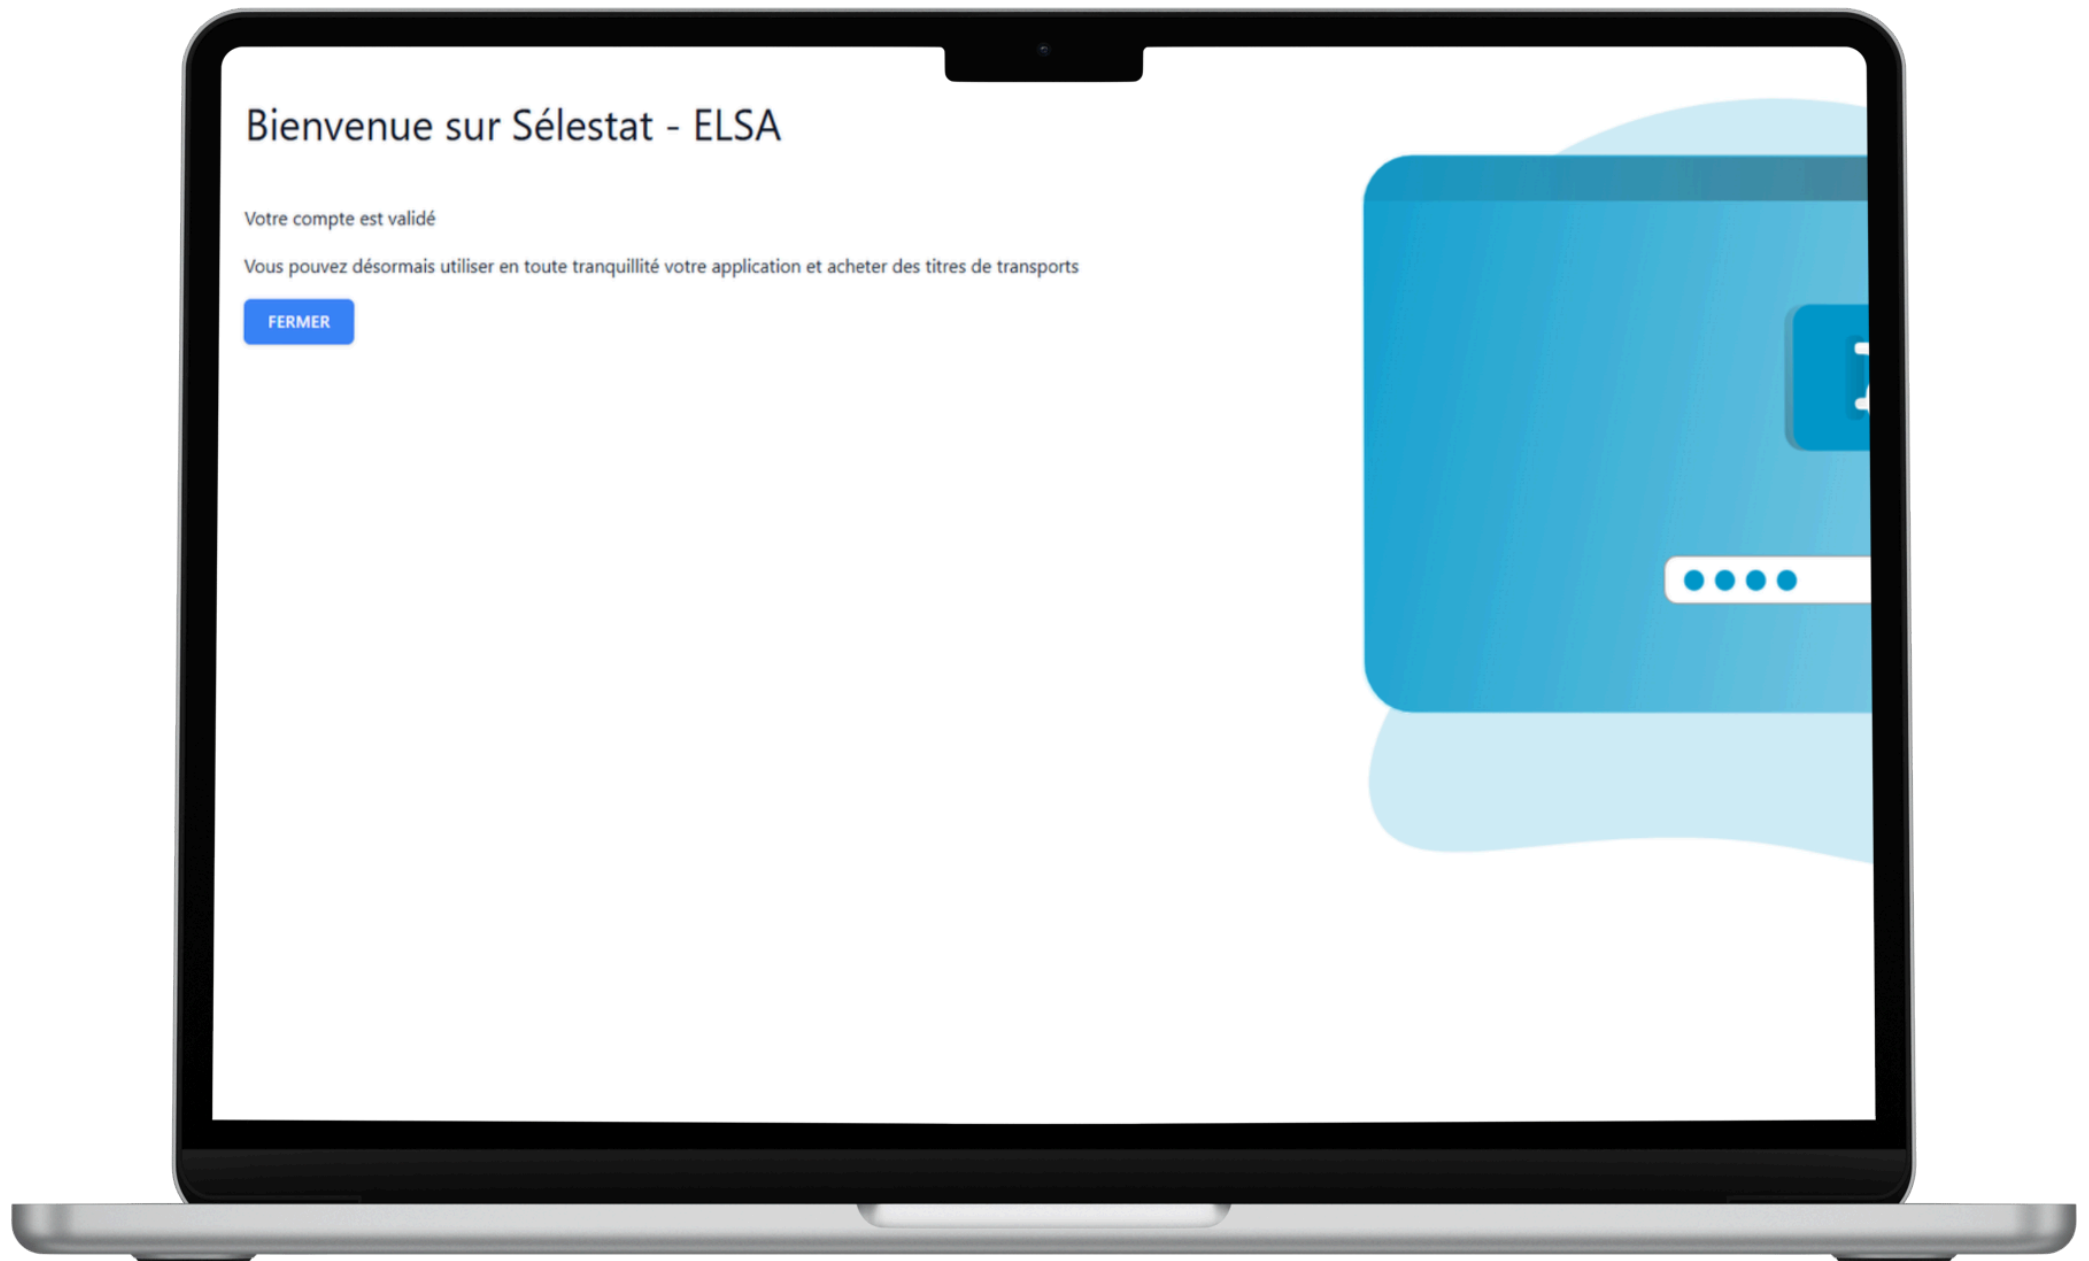 Bienvenue sur Sélestat - ELSA
Votre compte est validé
Vous pouvez désormais utiliser en toute tranquillité votre application et acheter des titres de transports
FERMER